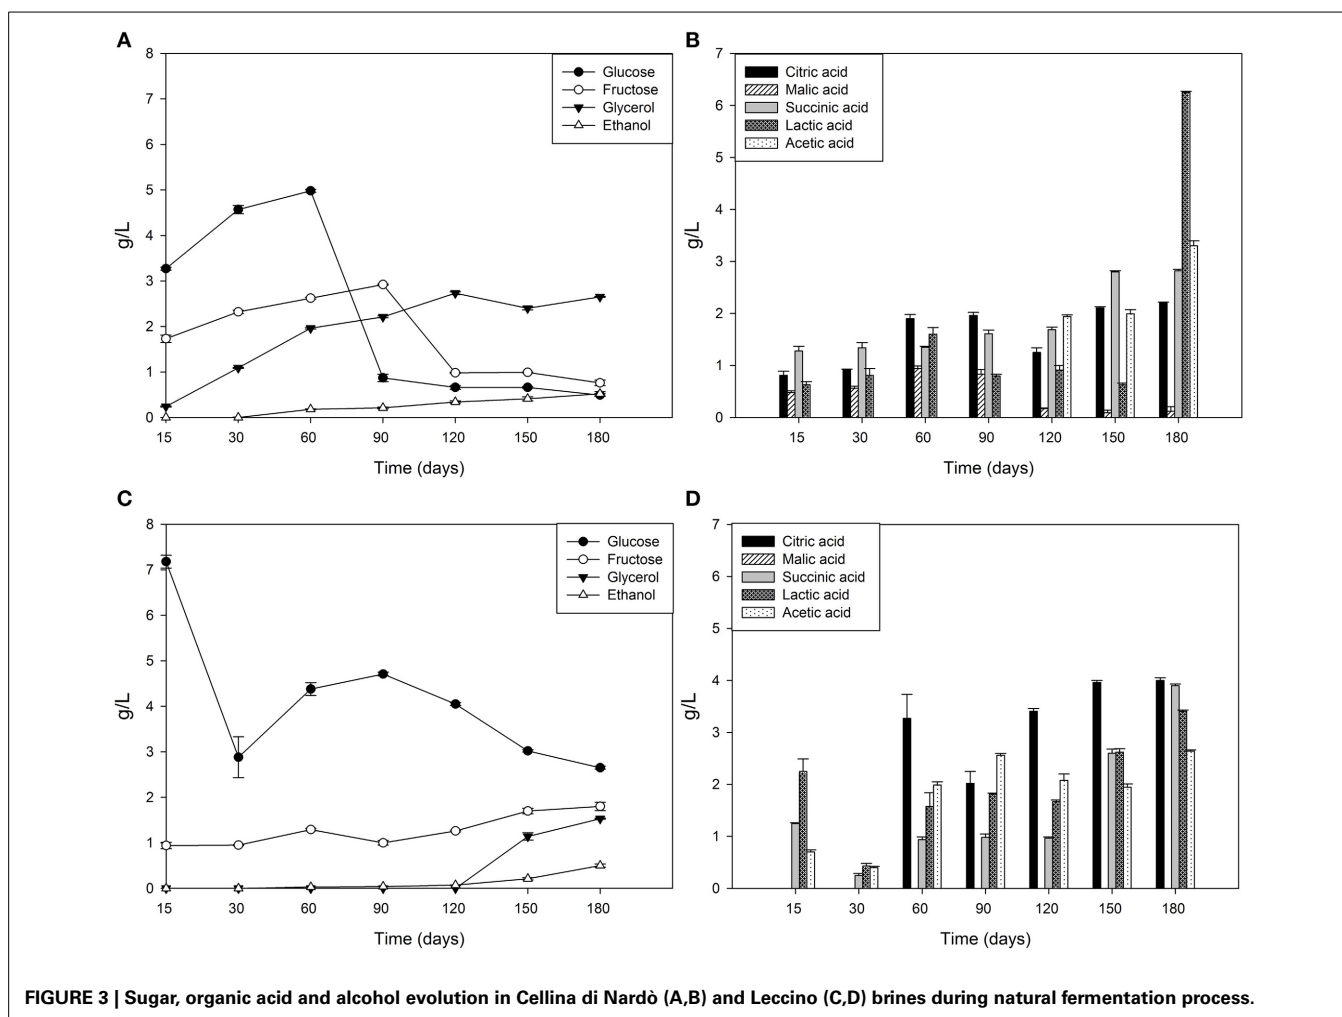 A
8
7
6
5
4
3
2
1
0
g/L
15 30 60 90 120 150 180
Time (days)
Glucose
Fructose
Glycerol
Ethanol
B
7
6
5
4
3
2
1
0
g/L
15 30 60 90 120 150 180
Time (days)
Citric acid
Malic acid
Succinic acid
Lactic acid
Acetic acid
C
8
7
6
5
4
3
2
1
0
g/L
15 30 60 90 120 150 180
Time (days)
Glucose
Fructose
Glycerol
Ethanol
D
7
6
5
4
3
2
1
0
g/L
15 30 60 90 120 150 180
Time (days)
Citric acid
Malic acid
Succinic acid
Lactic acid
Acetic acid
FIGURE 3 | Sugar, organic acid and alcohol evolution in Cellina di Nardò (A,B) and Leccino (C,D) brines during natural fermentation process.